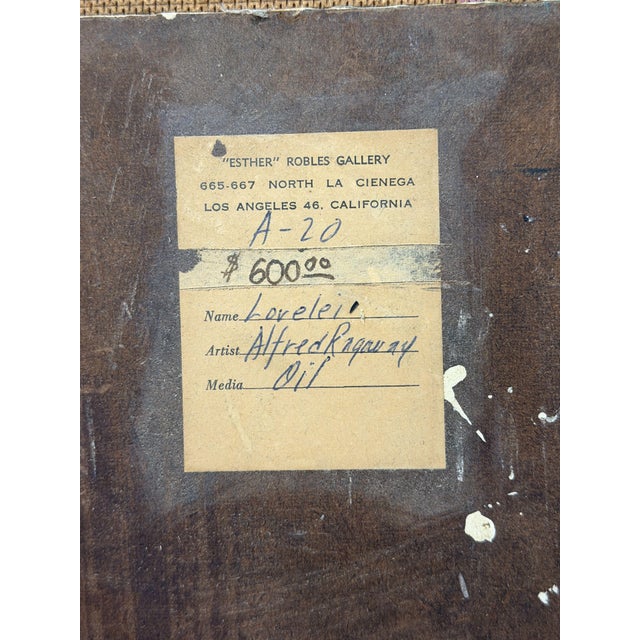 "ESTHER" ROBLES GALLERY
665-667 NORTH LA CIENEGA
LOS ANGELES 46, CALIFORNIA
A-20
$ 600.00
Name Lorelei
Artist Alfred
Media Oil